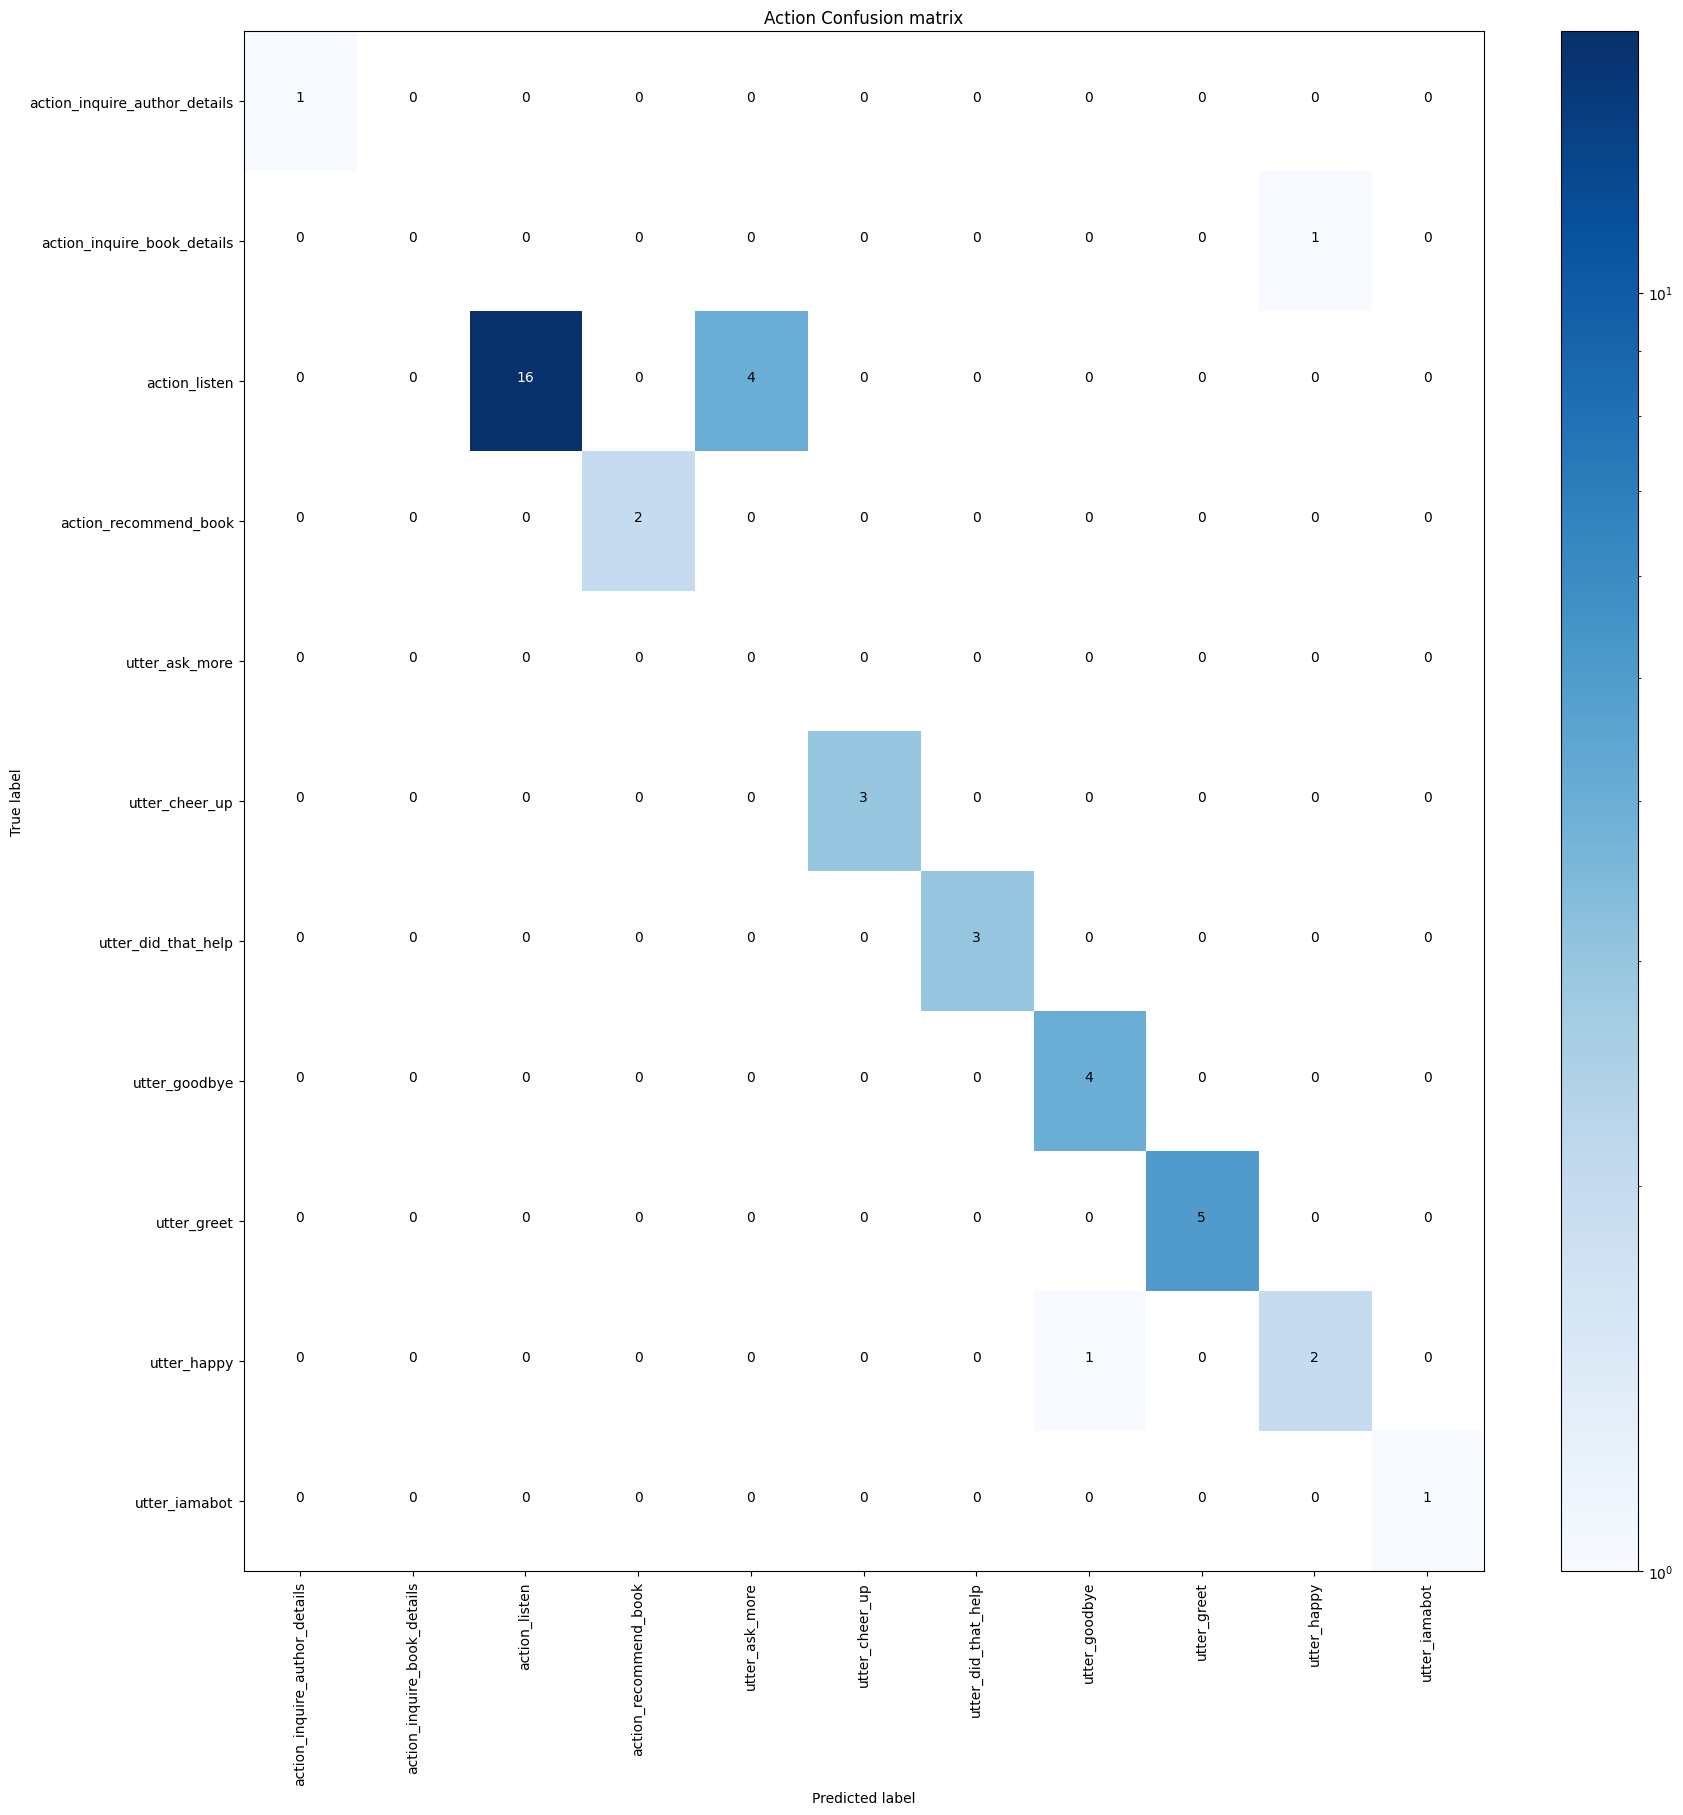 Action Confusion matrix
action_inquire_author_details 1 0 0 0 0 0 0 0 0 0 0
action_inquire_book_details 0 0 0 0 0 0 0 0 0 1 0
action_listen 0 0 16 0 4 0 0 0 0 0 0
action_recommend_book 0 0 0 2 0 0 0 0 0 0 0
utter_ask_more 0 0 0 0 0 0 0 0 0 0 0
utter_cheer_up 0 0 0 0 0 3 0 0 0 0 0
utter_did_that_help 0 0 0 0 0 0 3 0 0 0 0
utter_goodbye 0 0 0 0 0 0 0 4 0 0 0
utter_greet 0 0 0 0 0 0 0 0 5 0 0
utter_happy 0 0 0 0 0 0 0 1 0 2 0
utter_iamabot 0 0 0 0 0 0 0 0 0 0 1
True label
action_inquire_author_details
action_inquire_book_details
action_listen
action_recommend_book
utter_ask_more
utter_cheer_up
utter_did_that_help
utter_goodbye
utter_greet
utter_happy
utter_iamabot
Predicted label
10¹
10⁰